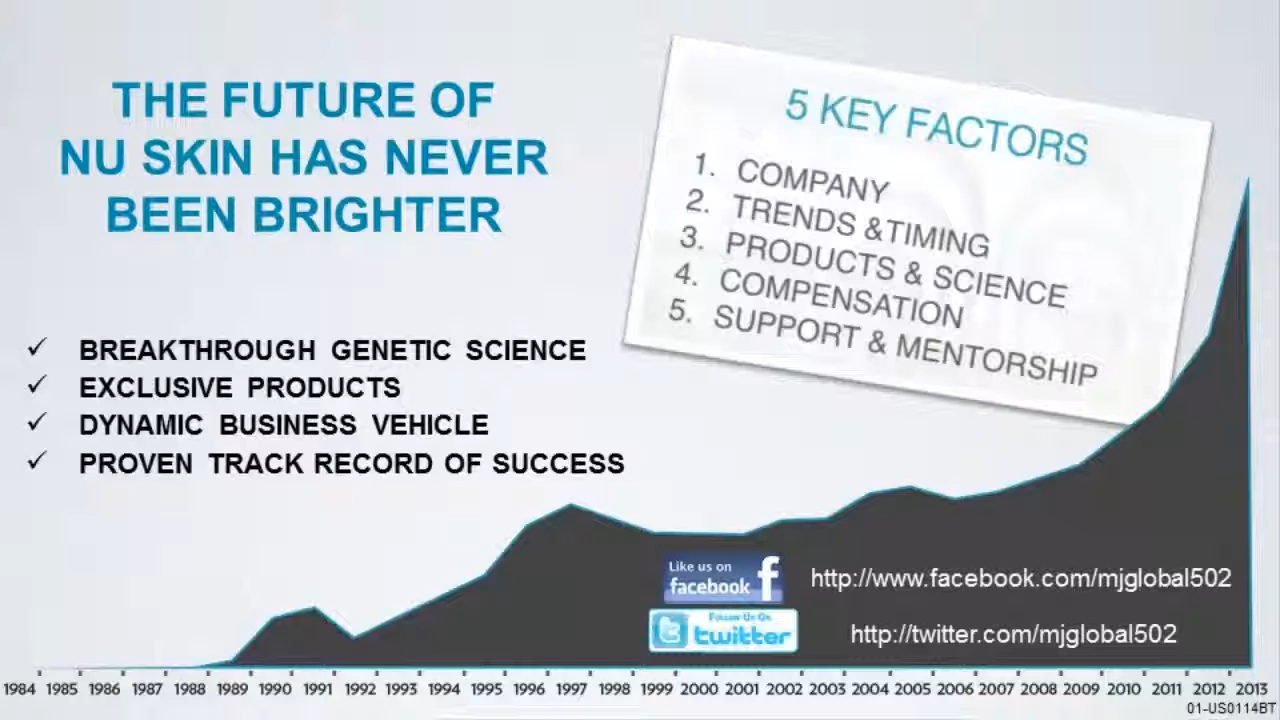 THE FUTURE OF
NU SKIN HAS NEVER
BEEN BRIGHTER
5 KEY FACTORS
1. COMPANY
2. TRENDS &TIMING
3. PRODUCTS & SCIENCE
4. COMPENSATION
5. SUPPORT & MENTORSHIP
✓ BREAKTHROUGH GENETIC SCIENCE
✓ EXCLUSIVE PRODUCTS
✓ DYNAMIC BUSINESS VEHICLE
✓ PROVEN TRACK RECORD OF SUCCESS
Like us on
facebook f
http://www.facebook.com/mjglobal502
Follow Us On
twitter
http://twitter.com/mjglobal502
1984 1985 1986 1987 1988 1989 1990 1991 1992 1993 1994 1995 1996 1997 1998 1999 2000 2001 2002 2003 2004 2005 2006 2007 2008 2009 2010 2011 2012 2013
01-US0114BT